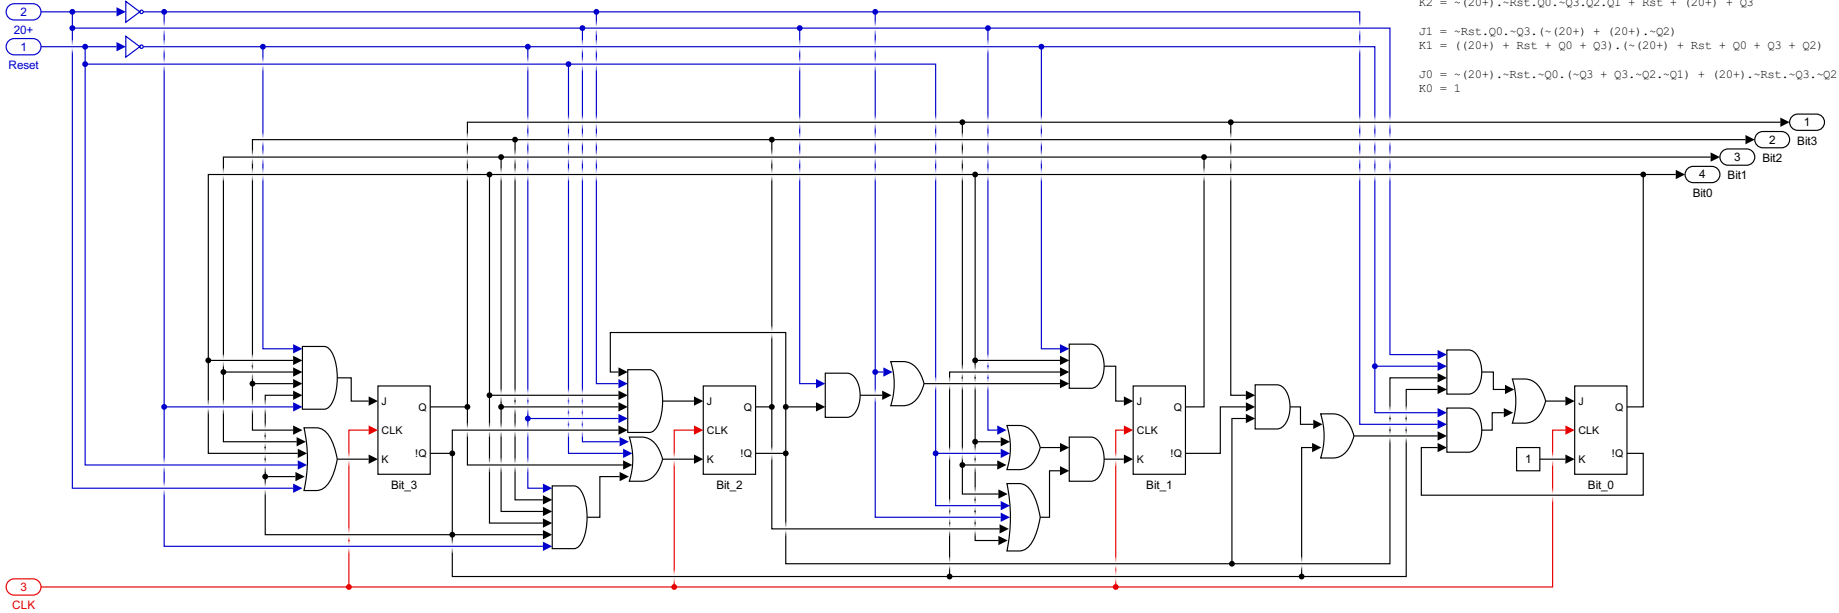 K2 = ~(20+).~Rst.Q0.~Q3.Q2.Q1 + Rst + (20+) + Q3
J1 = ~Rst.Q0.~Q3.(~(20+) + (20+).~Q2)
K1 = ((20+) + Rst + Q0 + Q3).(~(20+) + Rst + Q0 + Q3 + Q2)
J0 = ~(20+).~Rst.~Q0.(~Q3 + Q3.~Q2.~Q1) + (20+).~Rst.~Q3.~Q2
K0 = 1
2
20+
1
Reset
1
Bit3
2
Bit2
3
Bit1
4
Bit0
J
Q
CLK
K
!Q
Bit_3
J
Q
CLK
K
!Q
Bit_2
J
Q
CLK
K
!Q
Bit_1
1
J
Q
CLK
K
!Q
Bit_0
3
CLK